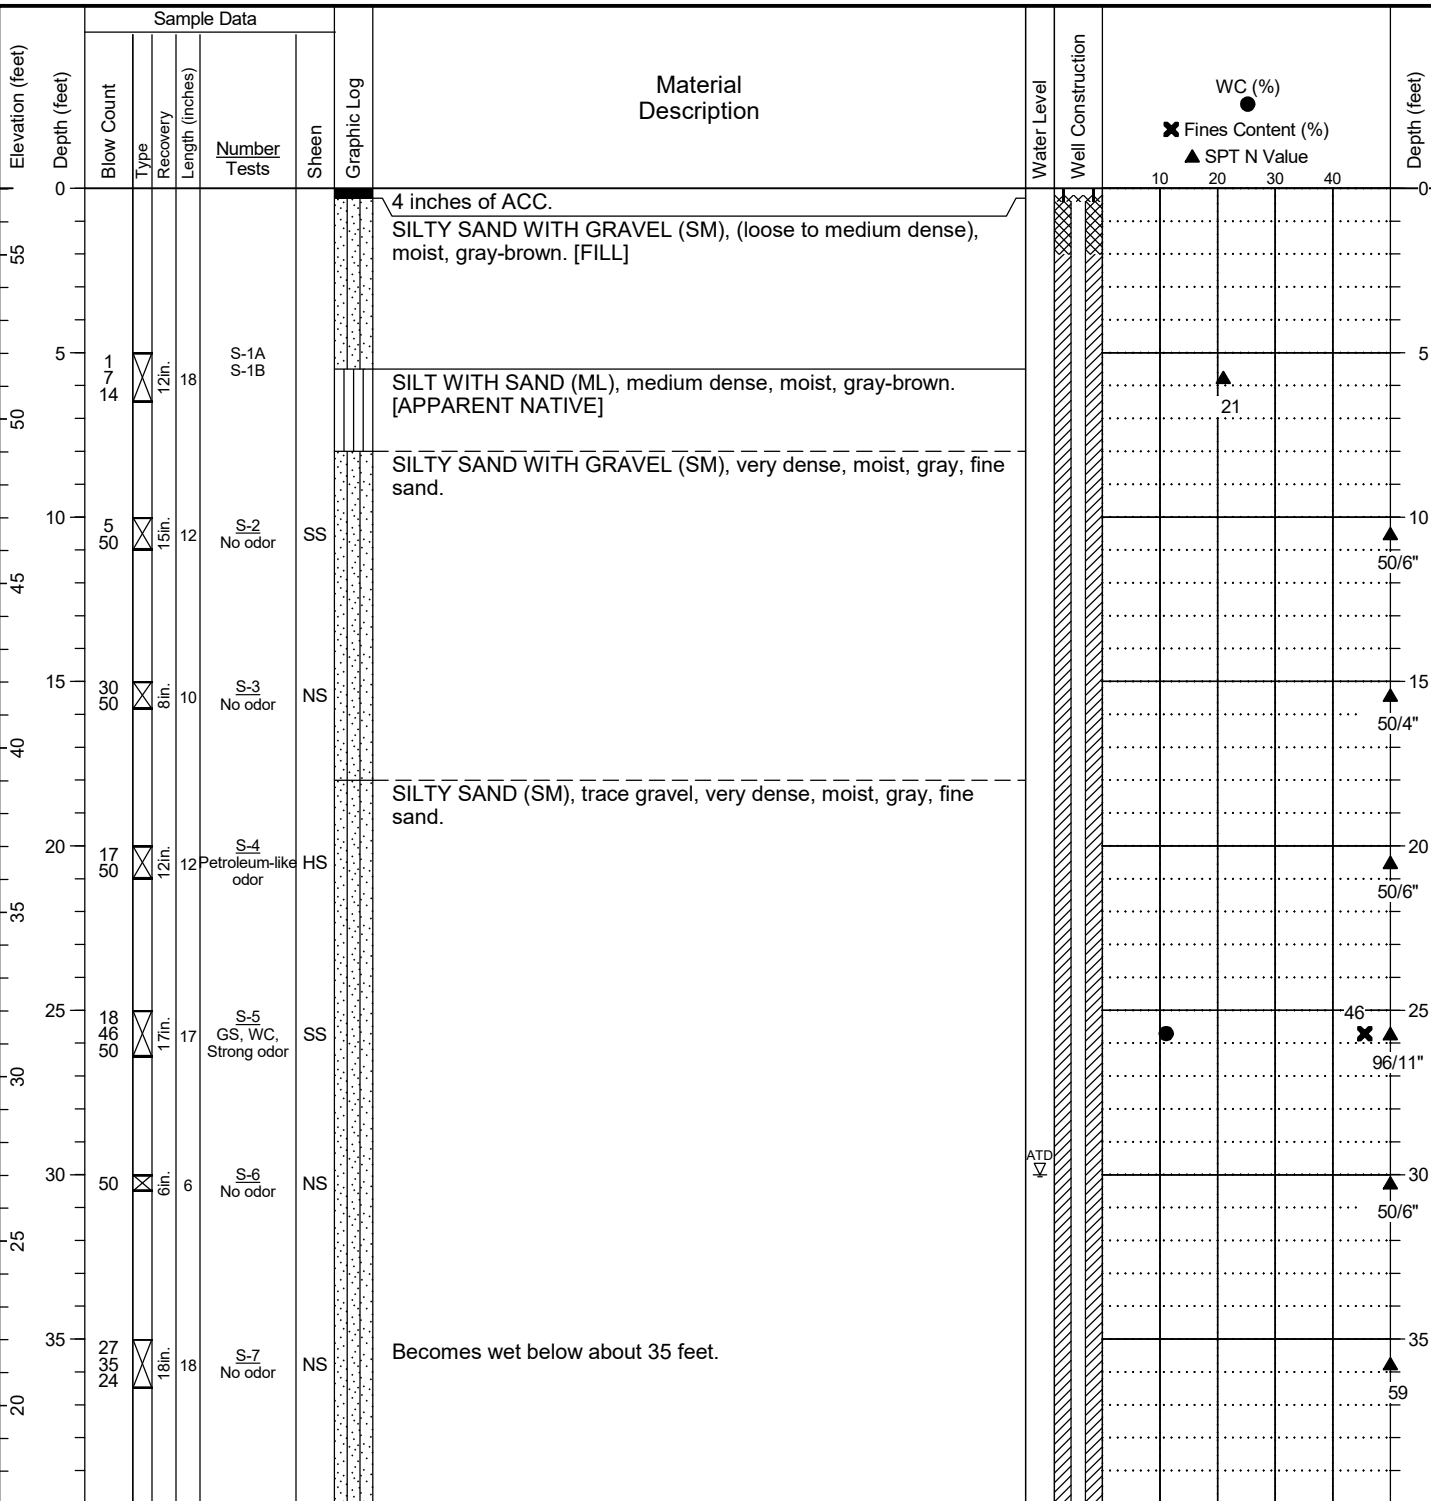 Sample Data
Elevation (feet)
Depth (feet)
Blow Count
Type
Recovery
Length (inches)
Number
Tests
Sheen
Graphic Log
Material
Description
Water Level
Well Construction
WC (%)
Fines Content (%)
SPT N Value
Depth (feet)
10 20 30 40
0
4 inches of ACC.
0
SILTY SAND WITH GRAVEL (SM), (loose to medium dense),
moist, gray-brown. [FILL]
55
5
1
7
14
12in.
18
S-1A
S-1B
5
SILT WITH SAND (ML), medium dense, moist, gray-brown.
[APPARENT NATIVE]
21
50
SILTY SAND WITH GRAVEL (SM), very dense, moist, gray, fine
sand.
10
5
50
15in.
12
S-2
No odor
SS
50/6"
10
45
15
30
50
8in.
10
S-3
No odor
NS
50/4"
15
40
SILTY SAND (SM), trace gravel, very dense, moist, gray, fine
sand.
20
17
50
12in.
12
S-4
Petroleum-like
odor
HS
50/6"
20
35
25
18
46
50
17in.
17
S-5
GS, WC,
Strong odor
SS
46
96/11"
25
30
ATD
30
50
6in.
6
S-6
No odor
NS
50/6"
30
25
35
27
35
24
18in.
18
S-7
No odor
NS
Becomes wet below about 35 feet.
59
35
20